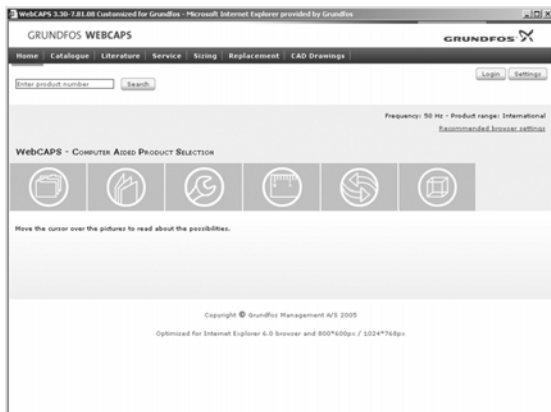 WebCAPS 3.30-7.01.08 Customized for Grundfos - Microsoft Internet Explorer provided by Grundfos
GRUNDFOS WEBCAPS
GRUNDFOS
Home Catalogue Literature Service Sizing Replacement CAD Drawings
Login Settings
Enter product number Search
Frequency: 50 Hz - Product range: International
Recommended browser settings
WebCAPS - Computer Aided Product Selection
Move the cursor over the pictures to read about the possibilities.
Copyright © Grundfos Management A/S 2005
Optimized for Internet Explorer 6.0 browser and 800*600px / 1024*768px